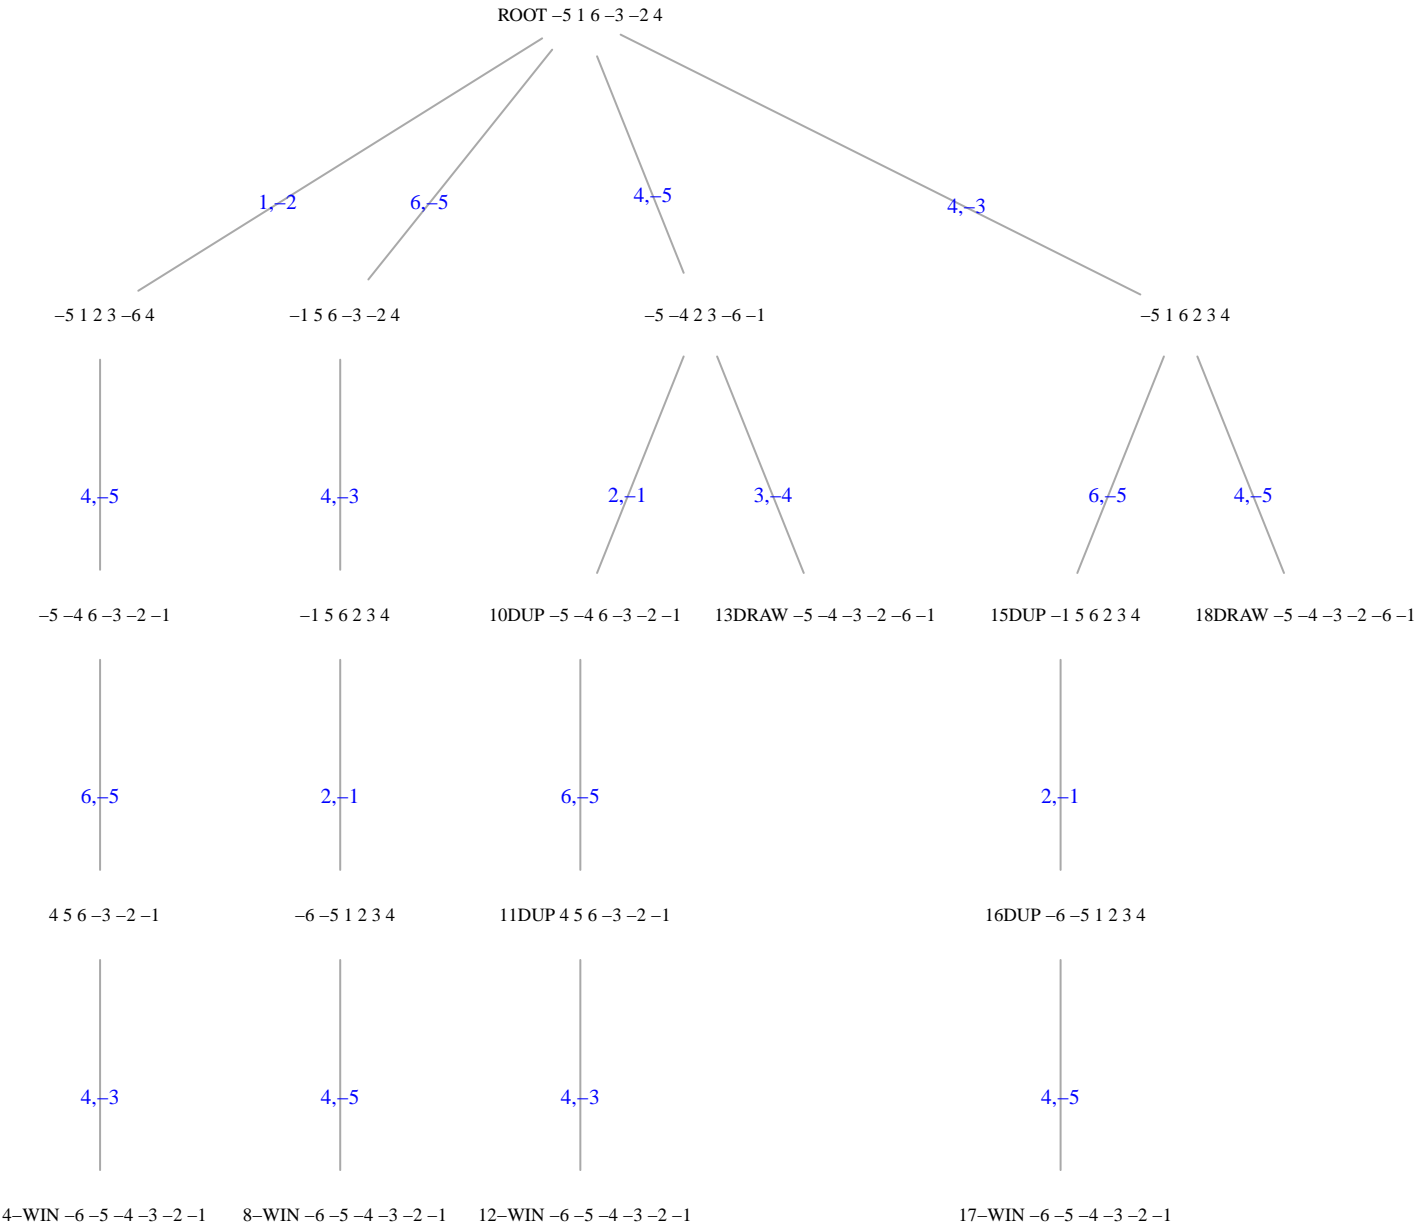 ROOT –5 1 6 –3 –2 4
1,–2
6,–5
4,–5
4,–3
–5 1 2 3 –6 4
–1 5 6 –3 –2 4
–5 –4 2 3 –6 –1
–5 1 6 2 3 4
4,–5
4,–3
2,–1
3,–4
6,–5
4,–5
–5 –4 6 –3 –2 –1
–1 5 6 2 3 4
10DUP –5 –4 6 –3 –2 –1
13DRAW –5 –4 –3 –2 –6 –1
15DUP –1 5 6 2 3 4
18DRAW –5 –4 –3 –2 –6 –1
6,–5
2,–1
6,–5
2,–1
4 5 6 –3 –2 –1
–6 –5 1 2 3 4
11DUP 4 5 6 –3 –2 –1
16DUP –6 –5 1 2 3 4
4,–3
4,–5
4,–3
4,–5
4–WIN –6 –5 –4 –3 –2 –1
8–WIN –6 –5 –4 –3 –2 –1
12–WIN –6 –5 –4 –3 –2 –1
17–WIN –6 –5 –4 –3 –2 –1